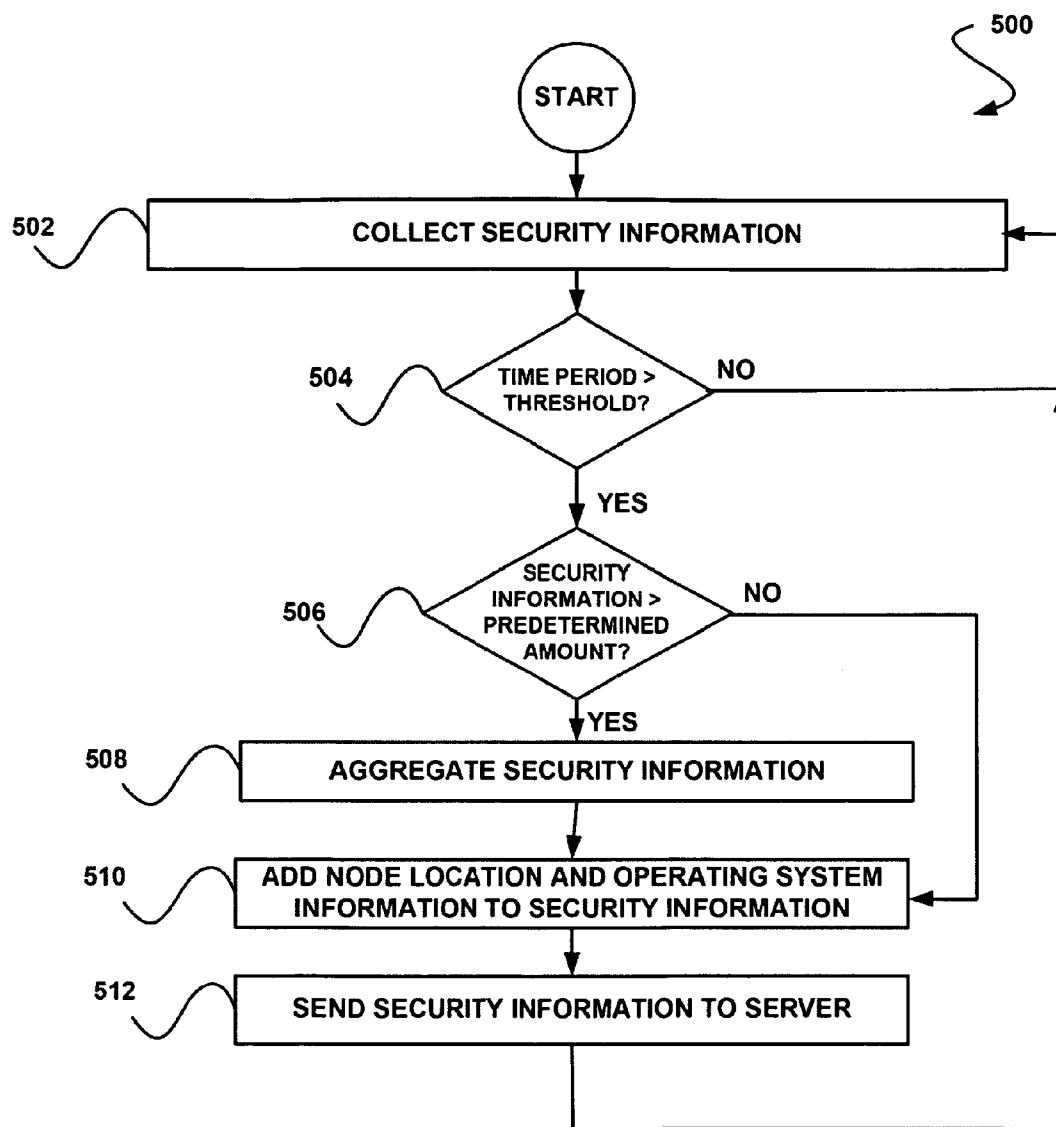 500
START
502
COLLECT SECURITY INFORMATION
504
TIME PERIOD >
THRESHOLD?
NO
YES
506
SECURITY
INFORMATION >
PREDETERMINED
AMOUNT?
NO
YES
508
AGGREGATE SECURITY INFORMATION
510
ADD NODE LOCATION AND OPERATING SYSTEM
INFORMATION TO SECURITY INFORMATION
512
SEND SECURITY INFORMATION TO SERVER